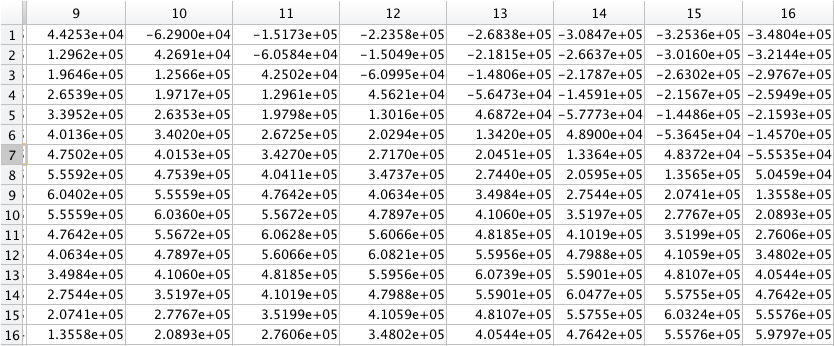 9 10 11 12 13 14 15 16
1 4.4253e+04 -6.2900e+04 -1.5173e+05 -2.2358e+05 -2.6838e+05 -3.0847e+05 -3.2536e+05 -3.4804e+05
2 1.2962e+05 4.2691e+04 -6.0584e+04 -1.5049e+05 -2.1815e+05 -2.6637e+05 -3.0160e+05 -3.2144e+05
3 1.9646e+05 1.2566e+05 4.2502e+04 -6.0995e+04 -1.4806e+05 -2.1787e+05 -2.6302e+05 -2.9767e+05
4 2.6539e+05 1.9717e+05 1.2961e+05 4.5621e+04 -5.6473e+04 -1.4591e+05 -2.1567e+05 -2.5949e+05
5 3.3952e+05 2.6353e+05 1.9798e+05 1.3016e+05 4.6872e+04 -5.7773e+04 -1.4486e+05 -2.1593e+05
6 4.0136e+05 3.4020e+05 2.6725e+05 2.0294e+05 1.3420e+05 4.8900e+04 -5.3645e+04 -1.4570e+05
7 4.7502e+05 4.0153e+05 3.4270e+05 2.7170e+05 2.0451e+05 1.3364e+05 4.8372e+04 -5.5535e+04
8 5.5592e+05 4.7539e+05 4.0411e+05 3.4737e+05 2.7440e+05 2.0595e+05 1.3565e+05 5.0459e+04
9 6.0402e+05 5.5559e+05 4.7642e+05 4.0634e+05 3.4984e+05 2.7544e+05 2.0741e+05 1.3558e+05
10 5.5559e+05 6.0360e+05 5.5672e+05 4.7897e+05 4.1060e+05 3.5197e+05 2.7767e+05 2.0893e+05
11 4.7642e+05 5.5672e+05 6.0628e+05 5.6066e+05 4.8185e+05 4.1019e+05 3.5199e+05 2.7606e+05
12 4.0634e+05 4.7897e+05 5.6066e+05 6.0821e+05 5.5956e+05 4.7988e+05 4.1059e+05 3.4802e+05
13 3.4984e+05 4.1060e+05 4.8185e+05 5.5956e+05 6.0739e+05 5.5901e+05 4.8107e+05 4.0544e+05
14 2.7544e+05 3.5197e+05 4.1019e+05 4.7988e+05 5.5901e+05 6.0477e+05 5.5755e+05 4.7642e+05
15 2.0741e+05 2.7767e+05 3.5199e+05 4.1059e+05 4.8107e+05 5.5755e+05 6.0324e+05 5.5576e+05
16 1.3558e+05 2.0893e+05 2.7606e+05 3.4802e+05 4.0544e+05 4.7642e+05 5.5576e+05 5.9797e+05